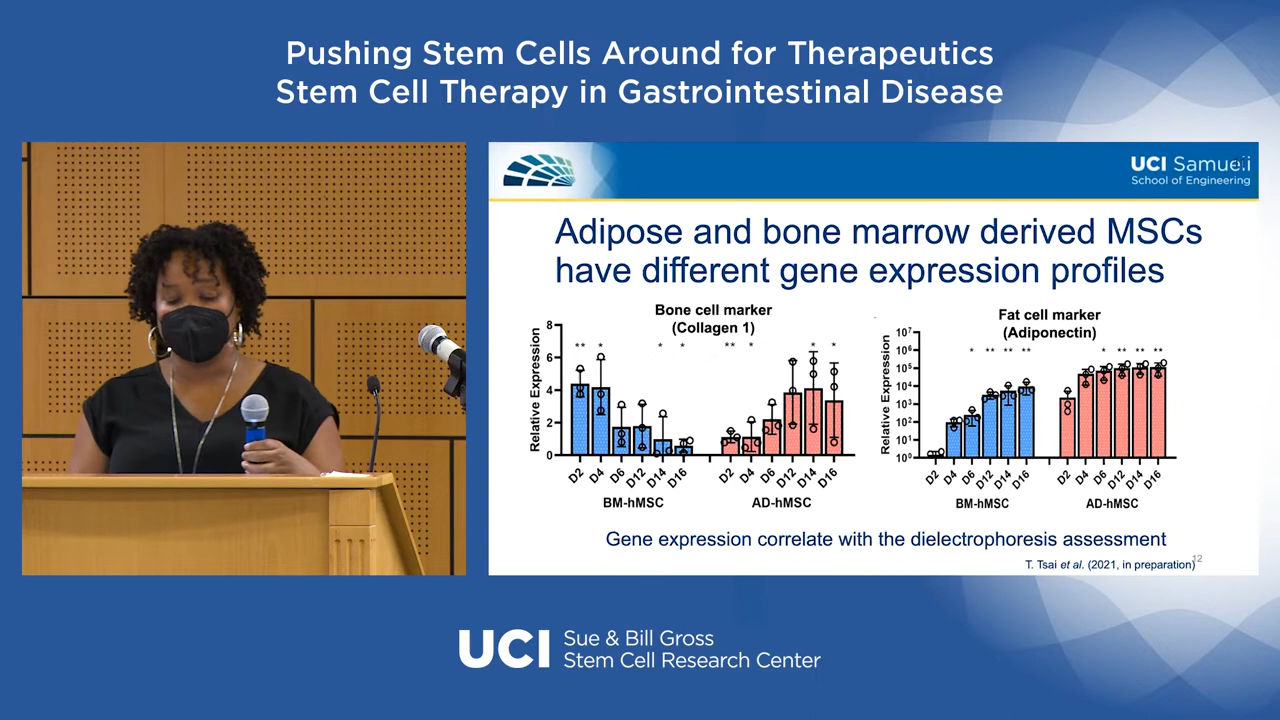 Pushing Stem Cells Around for Therapeutics
Stem Cell Therapy in Gastrointestinal Disease
UCI Samueli
School of Engineering
Adipose and bone marrow derived MSCs
have different gene expression profiles
Bone cell marker
(Collagen 1)
Relative Expression
8
6
4
2
0
** * * * ** * * *
D2 D4 D6 D12 D14 D16 D2 D4 D6 D12 D14 D16
BM-hMSC AD-hMSC
Fat cell marker
(Adiponectin)
Relative Expression
10⁷
10⁶
10⁵
10⁴
10³
10²
10¹
10⁰
* ** ** ** * ** ** **
D2 D4 D6 D12 D14 D16 D2 D4 D6 D12 D14 D16
BM-hMSC AD-hMSC
Gene expression correlate with the dielectrophoresis assessment
T. Tsai et al. (2021, in preparation)
12
UCI Sue & Bill Gross
Stem Cell Research Center